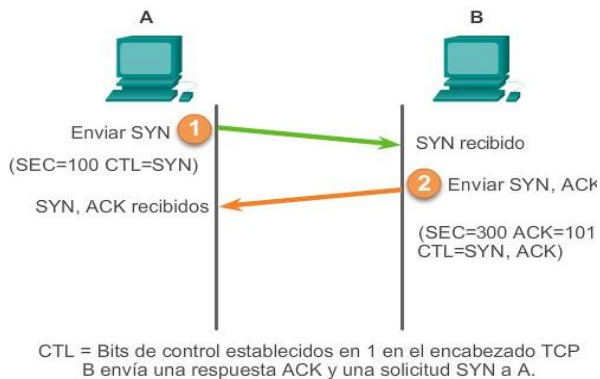 A
B
Enviar SYN 1
SYN recibido
(SEC=100 CTL=SYN)
2 Enviar SYN, ACK
SYN, ACK recibidos
(SEC=300 ACK=101
CTL=SYN, ACK)
CTL = Bits de control establecidos en 1 en el encabezado TCP
B envía una respuesta ACK y una solicitud SYN a A.